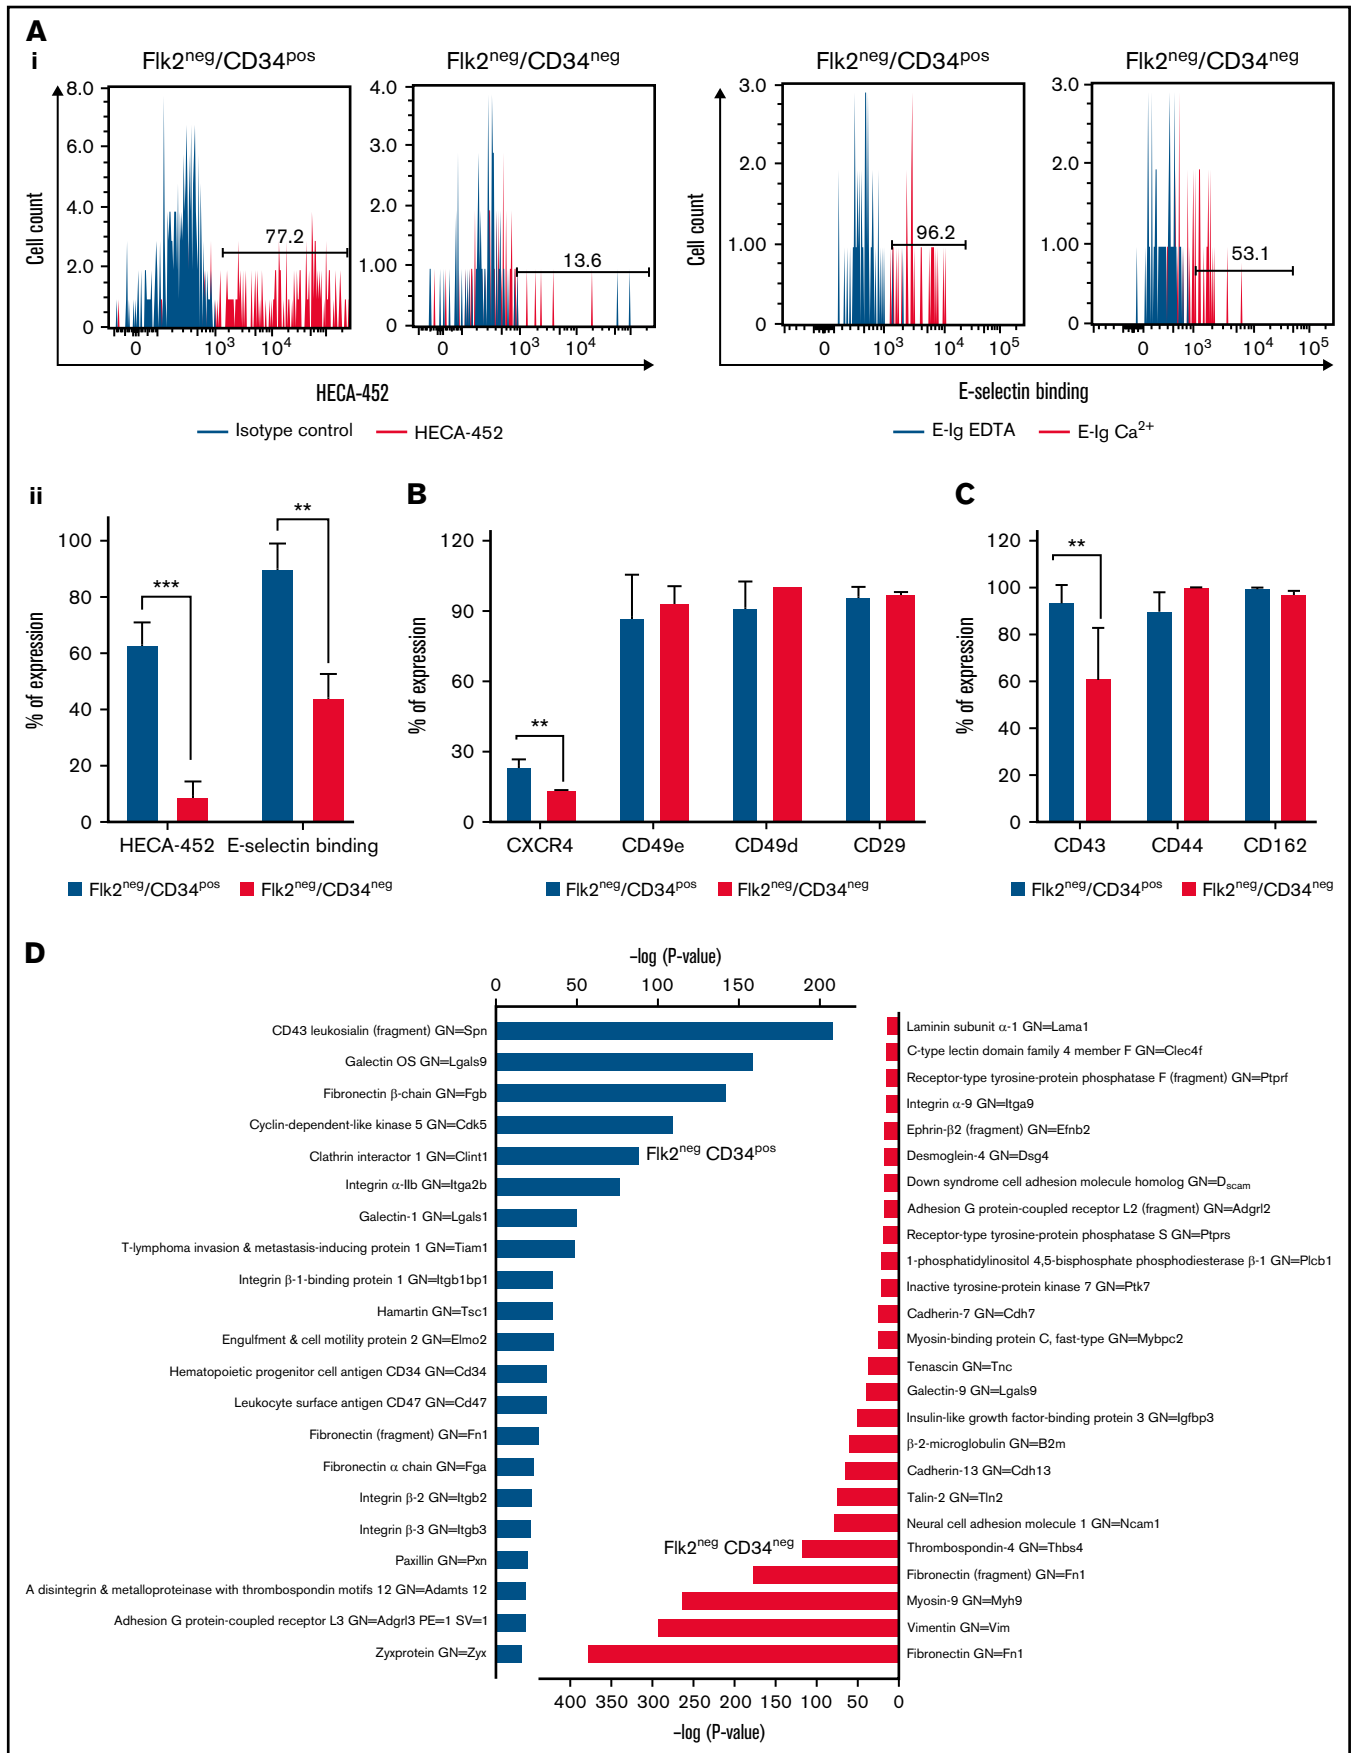 A
i
Flk2neg/CD34pos
Flk2neg/CD34neg
Flk2neg/CD34pos
Flk2neg/CD34neg
Cell count
8.0
6.0
4.0
2.0
0
77.2
0 10³ 10⁴
4.0
3.0
2.0
1.00
0
13.6
0 10³ 10⁴
HECA-452
Isotype control HECA-452
Cell count
3.0
2.0
1.00
0
96.2
0 10³ 10⁴ 10⁵
3.0
2.0
1.00
0
53.1
0 10³ 10⁴ 10⁵
E-selectin binding
E-Ig EDTA E-Ig Ca2+
ii
% of expression
100
80
60
40
20
0
***
**
HECA-452 E-selectin binding
Flk2neg/CD34pos Flk2neg/CD34neg
B
% of expression
120
90
60
30
0
**
CXCR4 CD49e CD49d CD29
Flk2neg/CD34pos Flk2neg/CD34neg
C
% of expression
120
100
80
60
40
20
0
**
CD43 CD44 CD162
Flk2neg/CD34pos Flk2neg/CD34neg
D
–log (P-value)
0 50 100 150 200
CD43 leukosialin (fragment) GN=Spn
Galectin OS GN=Lgals9
Fibronectin β-chain GN=Fgb
Cyclin-dependent-like kinase 5 GN=Cdk5
Clathrin interactor 1 GN=Clint1
Integrin α-IIb GN=Itga2b
Galectin-1 GN=Lgals1
T-lymphoma invasion & metastasis-inducing protein 1 GN=Tiam1
Integrin β-1-binding protein 1 GN=Itgb1bp1
Hamartin GN=Tsc1
Engulfment & cell motility protein 2 GN=Elmo2
Hematopoietic progenitor cell antigen CD34 GN=Cd34
Leukocyte surface antigen CD47 GN=Cd47
Fibronectin (fragment) GN=Fn1
Fibronectin α chain GN=Fga
Integrin β-2 GN=Itgb2
Integrin β-3 GN=Itgb3
Paxillin GN=Pxn
A disintegrin & metalloproteinase with thrombospondin motifs 12 GN=Adamts 12
Adhesion G protein-coupled receptor L3 GN=Adgrl3 PE=1 SV=1
Zyxprotein GN=Zyx
Flk2neg CD34pos
Laminin subunit α-1 GN=Lama1
C-type lectin domain family 4 member F GN=Clec4f
Receptor-type tyrosine-protein phosphatase F (fragment) GN=Ptprf
Integrin α-9 GN=Itga9
Ephrin-β2 (fragment) GN=Efnb2
Desmoglein-4 GN=Dsg4
Down syndrome cell adhesion molecule homolog GN=Dscam
Adhesion G protein-coupled receptor L2 (fragment) GN=Adgrl2
Receptor-type tyrosine-protein phosphatase S GN=Ptprs
1-phosphatidylinositol 4,5-bisphosphate phosphodiesterase β-1 GN=Plcb1
Inactive tyrosine-protein kinase 7 GN=Ptk7
Cadherin-7 GN=Cdh7
Myosin-binding protein C, fast-type GN=Mybpc2
Tenascin GN=Tnc
Galectin-9 GN=Lgals9
Insulin-like growth factor-binding protein 3 GN=Igfbp3
β-2-microglobulin GN=B2m
Cadherin-13 GN=Cdh13
Talin-2 GN=Tln2
Neural cell adhesion molecule 1 GN=Ncam1
Thrombospondin-4 GN=Thbs4
Fibronectin (fragment) GN=Fn1
Myosin-9 GN=Myh9
Vimentin GN=Vim
Fibronectin GN=Fn1
Flk2neg CD34neg
400 350 300 250 200 150 100 50 0
–log (P-value)